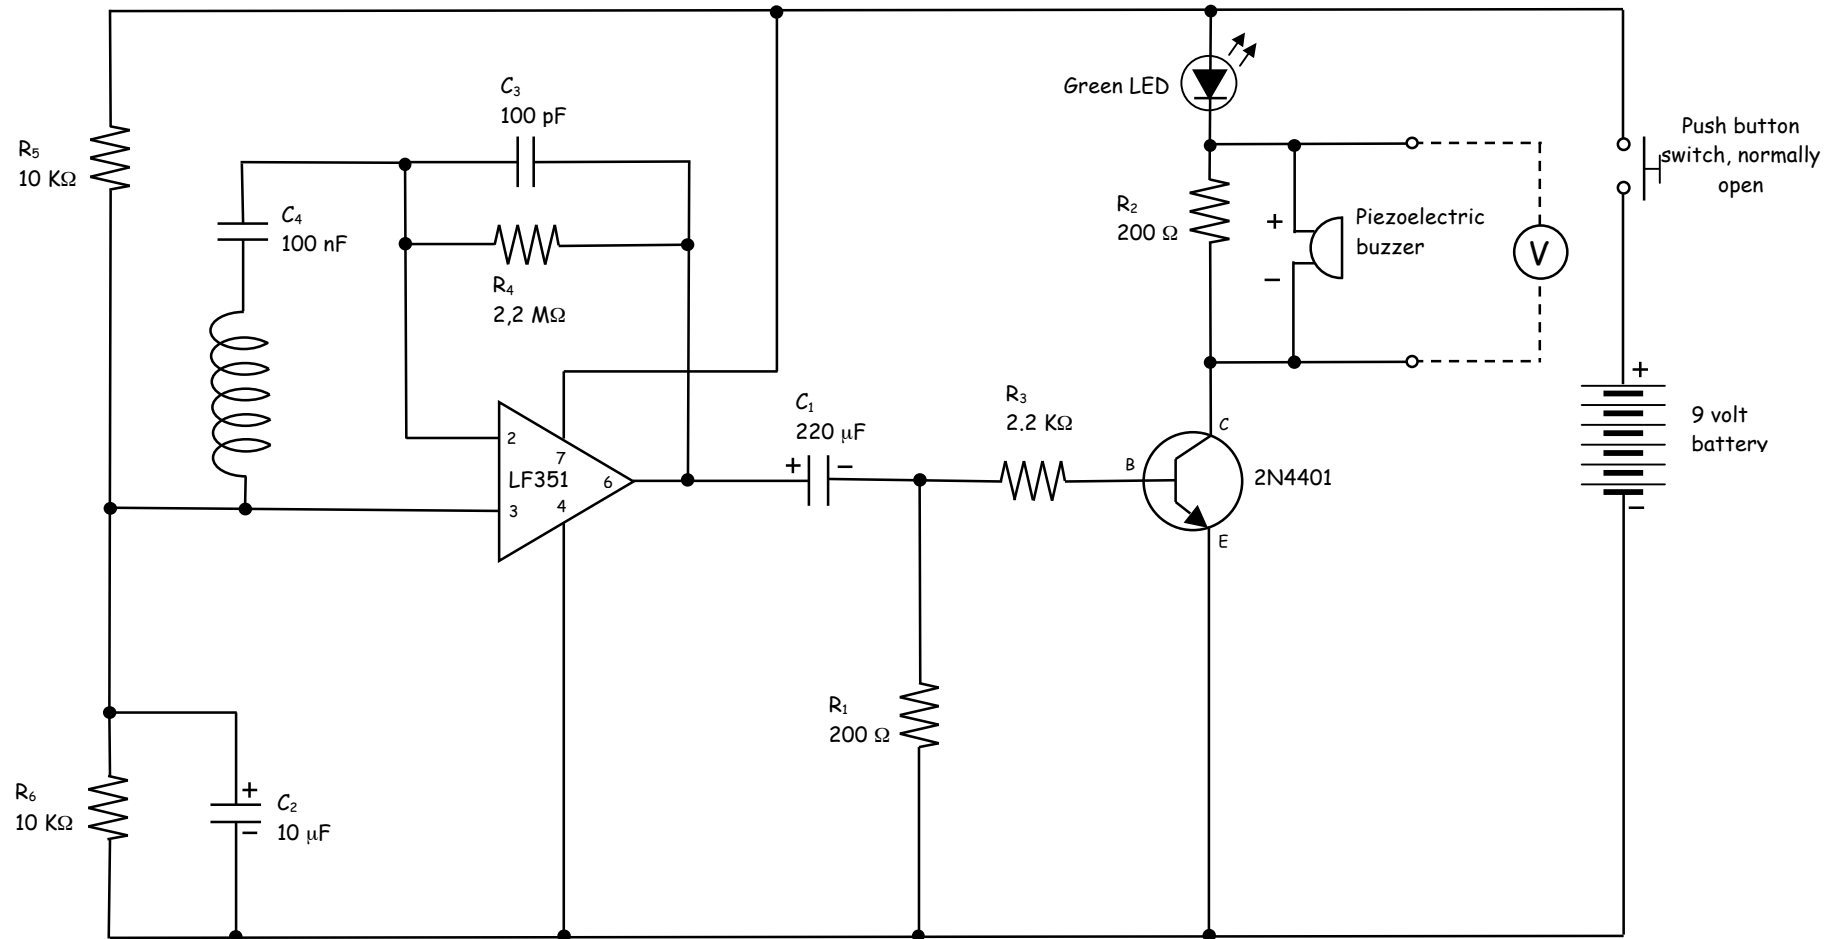 C₃
100 pF
Green LED
R₅
10 KΩ
Push button
switch, normally
open
C₄
100 nF
R₂
200 Ω
+
−
Piezoelectric
buzzer
V
R₄
2,2 MΩ
+
−
9 volt
battery
C₁
220 μF
+
−
R₃
2.2 KΩ
2
7
LF351
6
3
4
B
C
E
2N4401
R₁
200 Ω
R₆
10 KΩ
+
−
C₂
10 μF